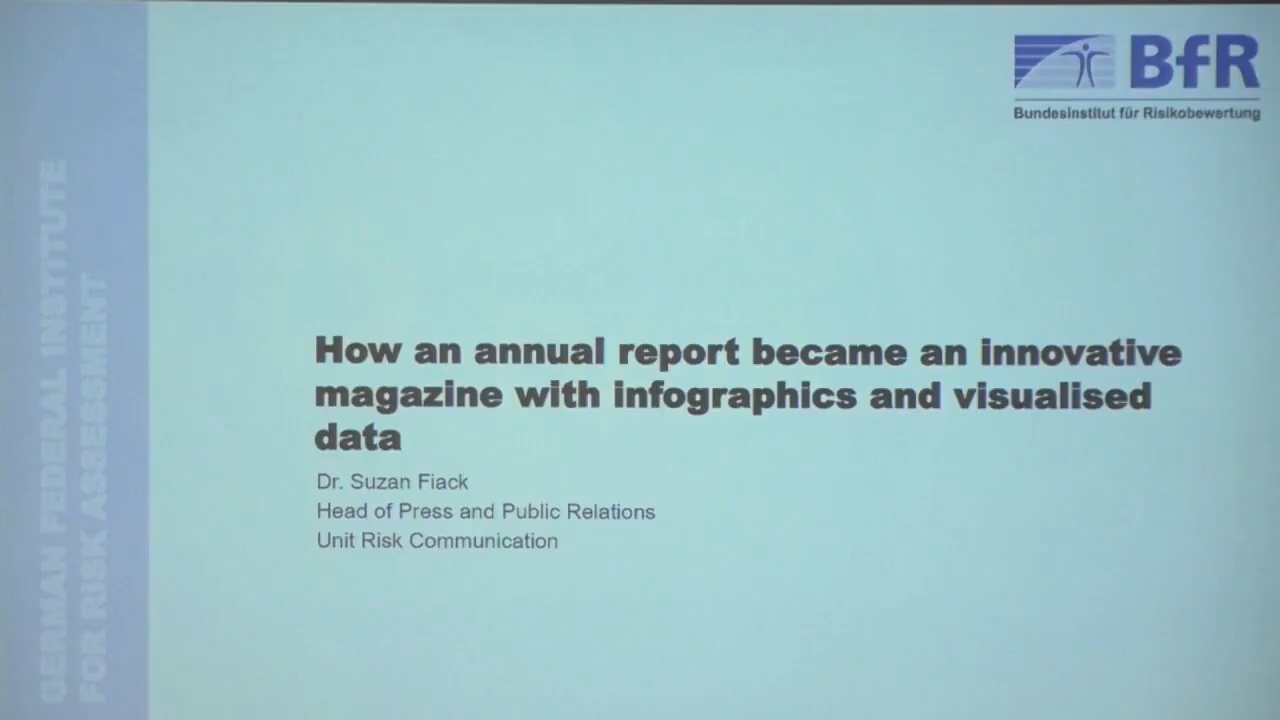 BfR
Bundesinstitut für Risikobewertung
GERMAN FEDERAL INSTITUTE
FOR RISK ASSESSMENT
How an annual report became an innovative
magazine with infographics and visualised
data
Dr. Suzan Fiack
Head of Press and Public Relations
Unit Risk Communication